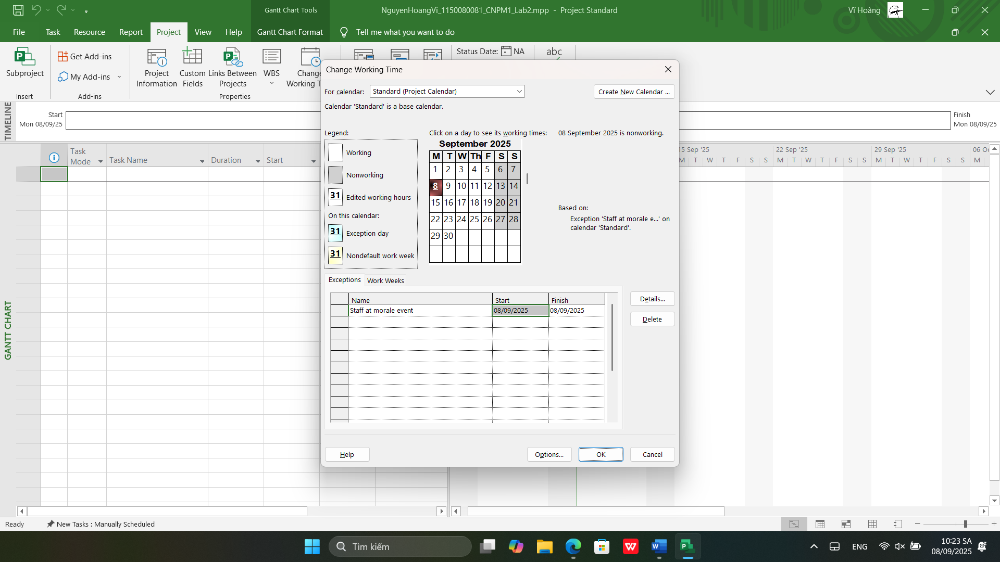 Gantt Chart Tools
NguyenHoangVi_1150080081_CNPM1_Lab2.mpp - Project Standard
Vĩ Hoàng
File Task Resource Report Project View Help Gantt Chart Format Tell me what you want to do
Subproject
Insert
Get Add-ins
My Add-ins
Add-ins
Project Information
Custom Fields
Links Between Projects
WBS
Change
Working T
Properties
Status Date: NA
abc
TIMELINE
Start
Mon 08/09/25
Finish
Mon 08/09/25
Change Working Time
For calendar: Standard (Project Calendar)
Create New Calendar ...
Calendar 'Standard' is a base calendar.
Legend:
Working
Nonworking
31 Edited working hours
On this calendar:
31 Exception day
31 Nondefault work week
Click on a day to see its working times:
September 2025
M T W Th F S S
1 2 3 4 5 6 7
8 9 10 11 12 13 14
15 16 17 18 19 20 21
22 23 24 25 26 27 28
29 30
08 September 2025 is nonworking.
Based on:
Exception 'Staff at morale e...' on
calendar 'Standard'.
Exceptions Work Weeks
Name Start Finish
Staff at morale event 08/09/2025 08/09/2025
Details...
Delete
Help Options... OK Cancel
Task Mode Task Name Duration Start
15 Sep '25 22 Sep '25 29 Sep '25 06 Oc
M T W T F S S M T W T F S S M T W T F S S M
GANTT CHART
Ready New Tasks : Manually Scheduled
Tìm kiếm
ENG
10:23 SA
08/09/2025